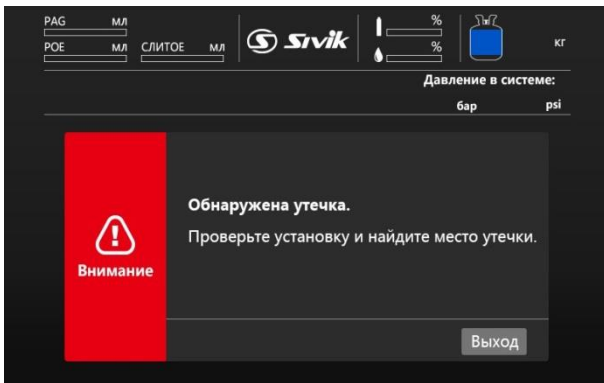 PAG мл
POE мл СЛИТОЕ мл
Sivik
%
%
кг
Давление в системе:
бар psi
Внимание
Обнаружена утечка.
Проверьте установку и найдите место утечки.
Выход